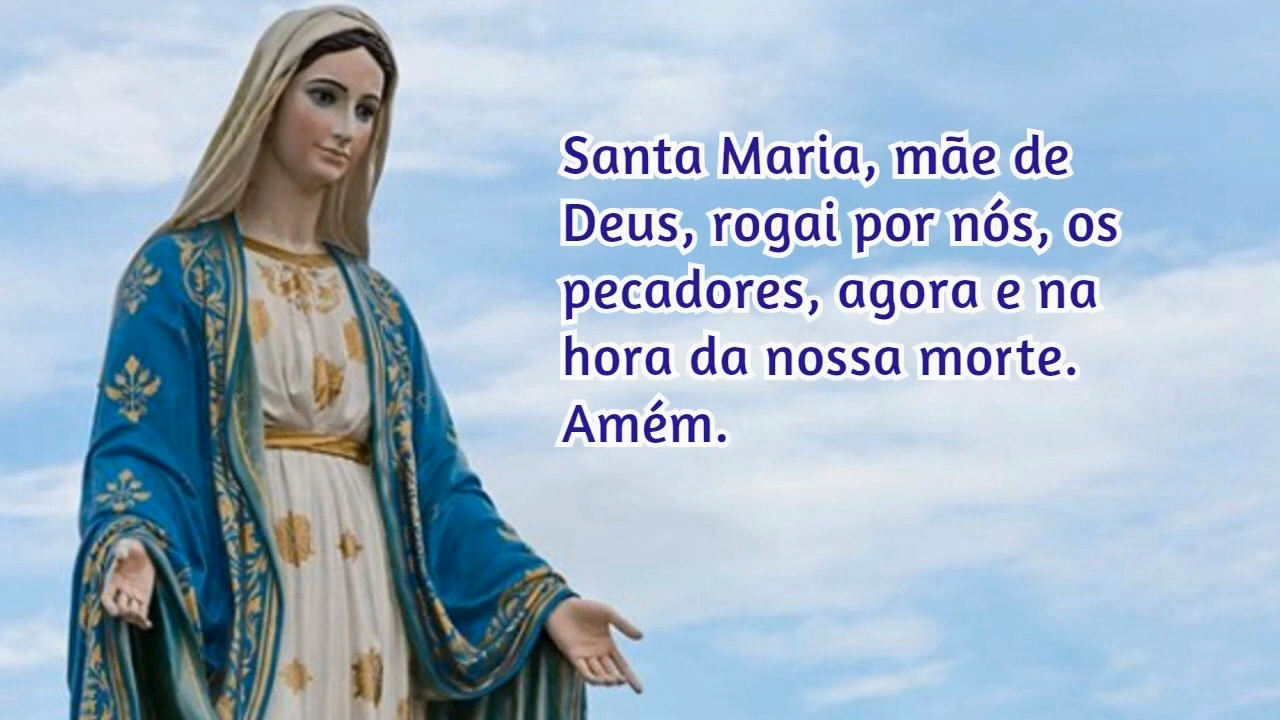 Santa Maria, mãe de
Deus, rogai por nós, os
pecadores, agora e na
hora da nossa morte.
Amém.